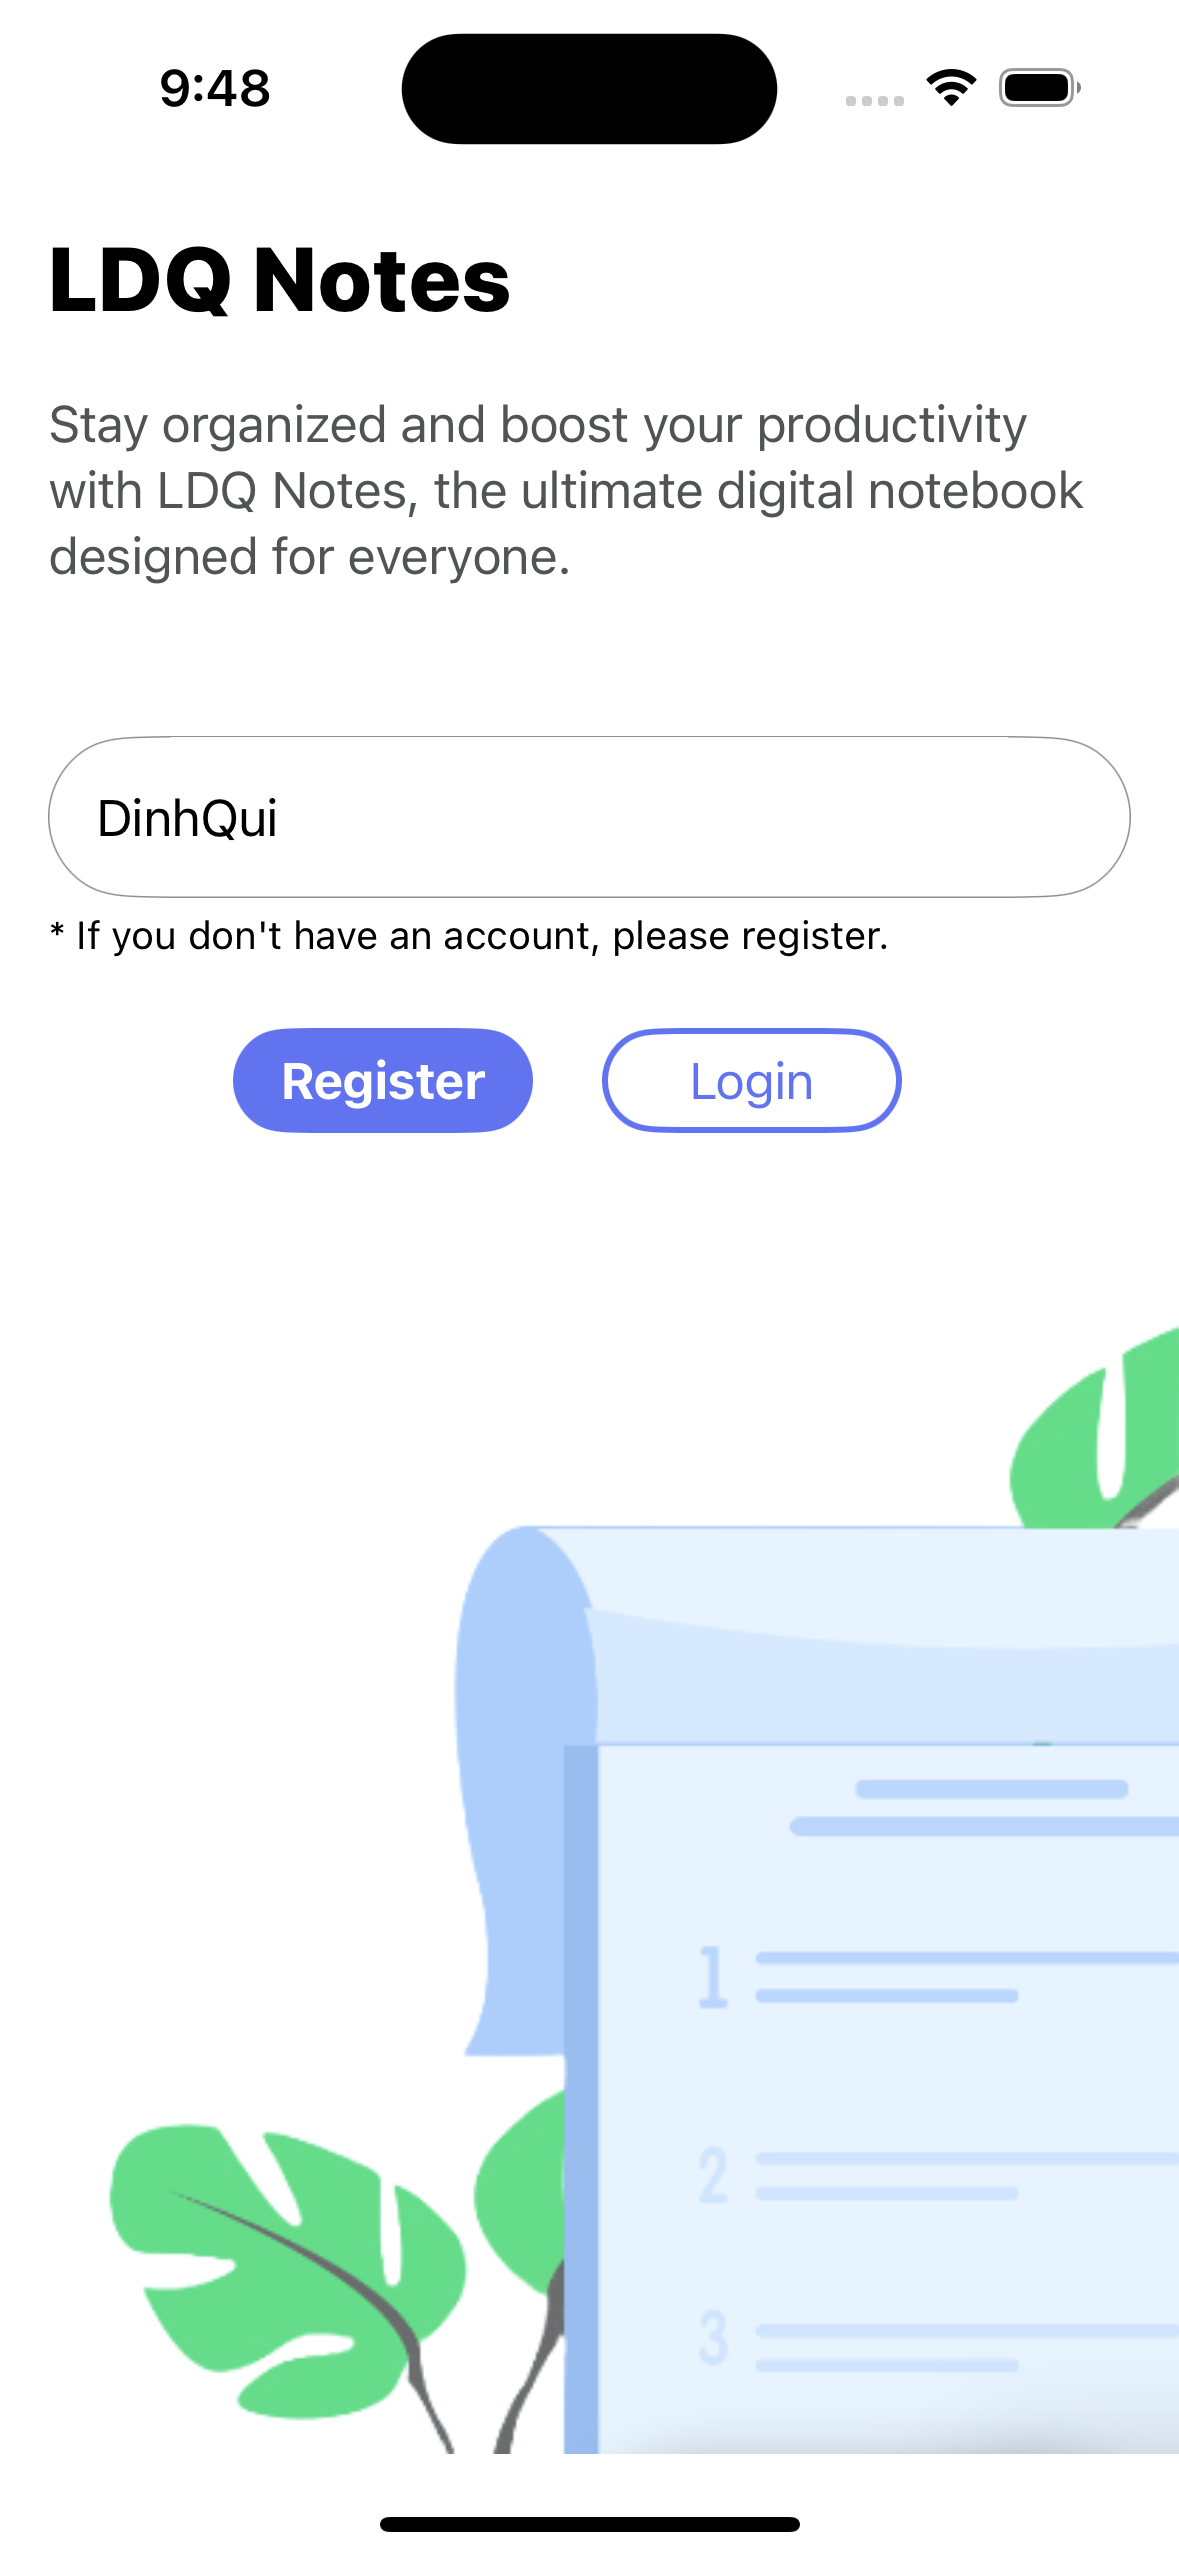 9:48
LDQ Notes
Stay organized and boost your productivity
with LDQ Notes, the ultimate digital notebook
designed for everyone.
DinhQui
* If you don't have an account, please register.
Register Login
1
2
3